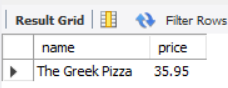 Result Grid Filter Rows
name price
The Greek Pizza 35.95